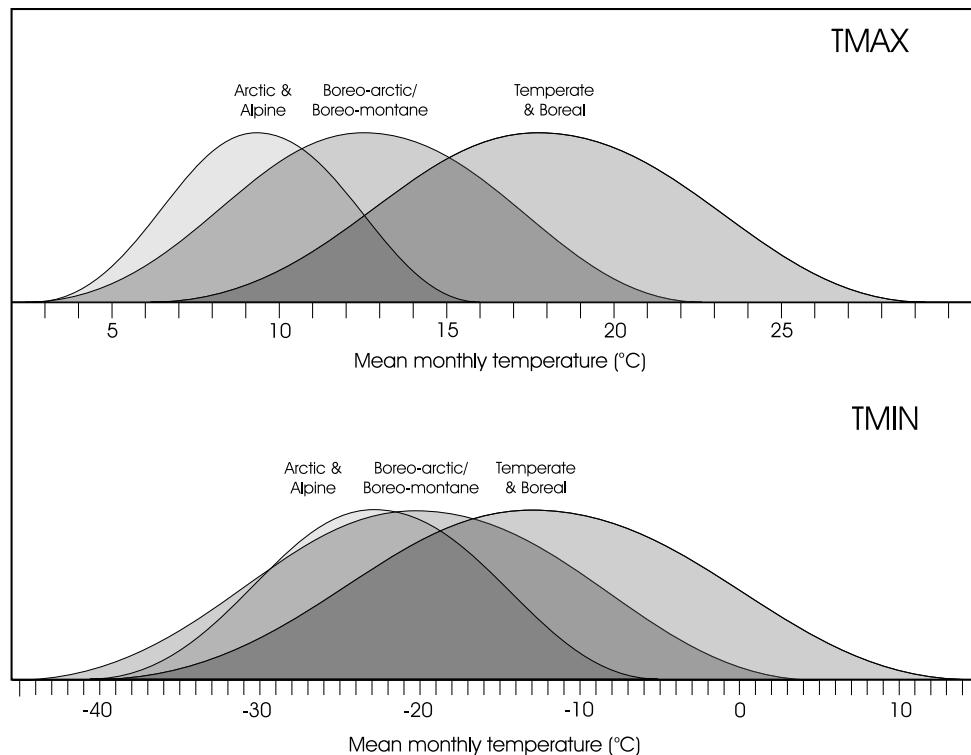 TMAX
Arctic & Alpine
Boreo-arctic/ Boreo-montane
Temperate & Boreal
5 10 15 20 25
Mean monthly temperature (°C)
TMIN
Arctic & Alpine
Boreo-arctic/ Boreo-montane
Temperate & Boreal
-40 -30 -20 -10 0 10
Mean monthly temperature (°C)